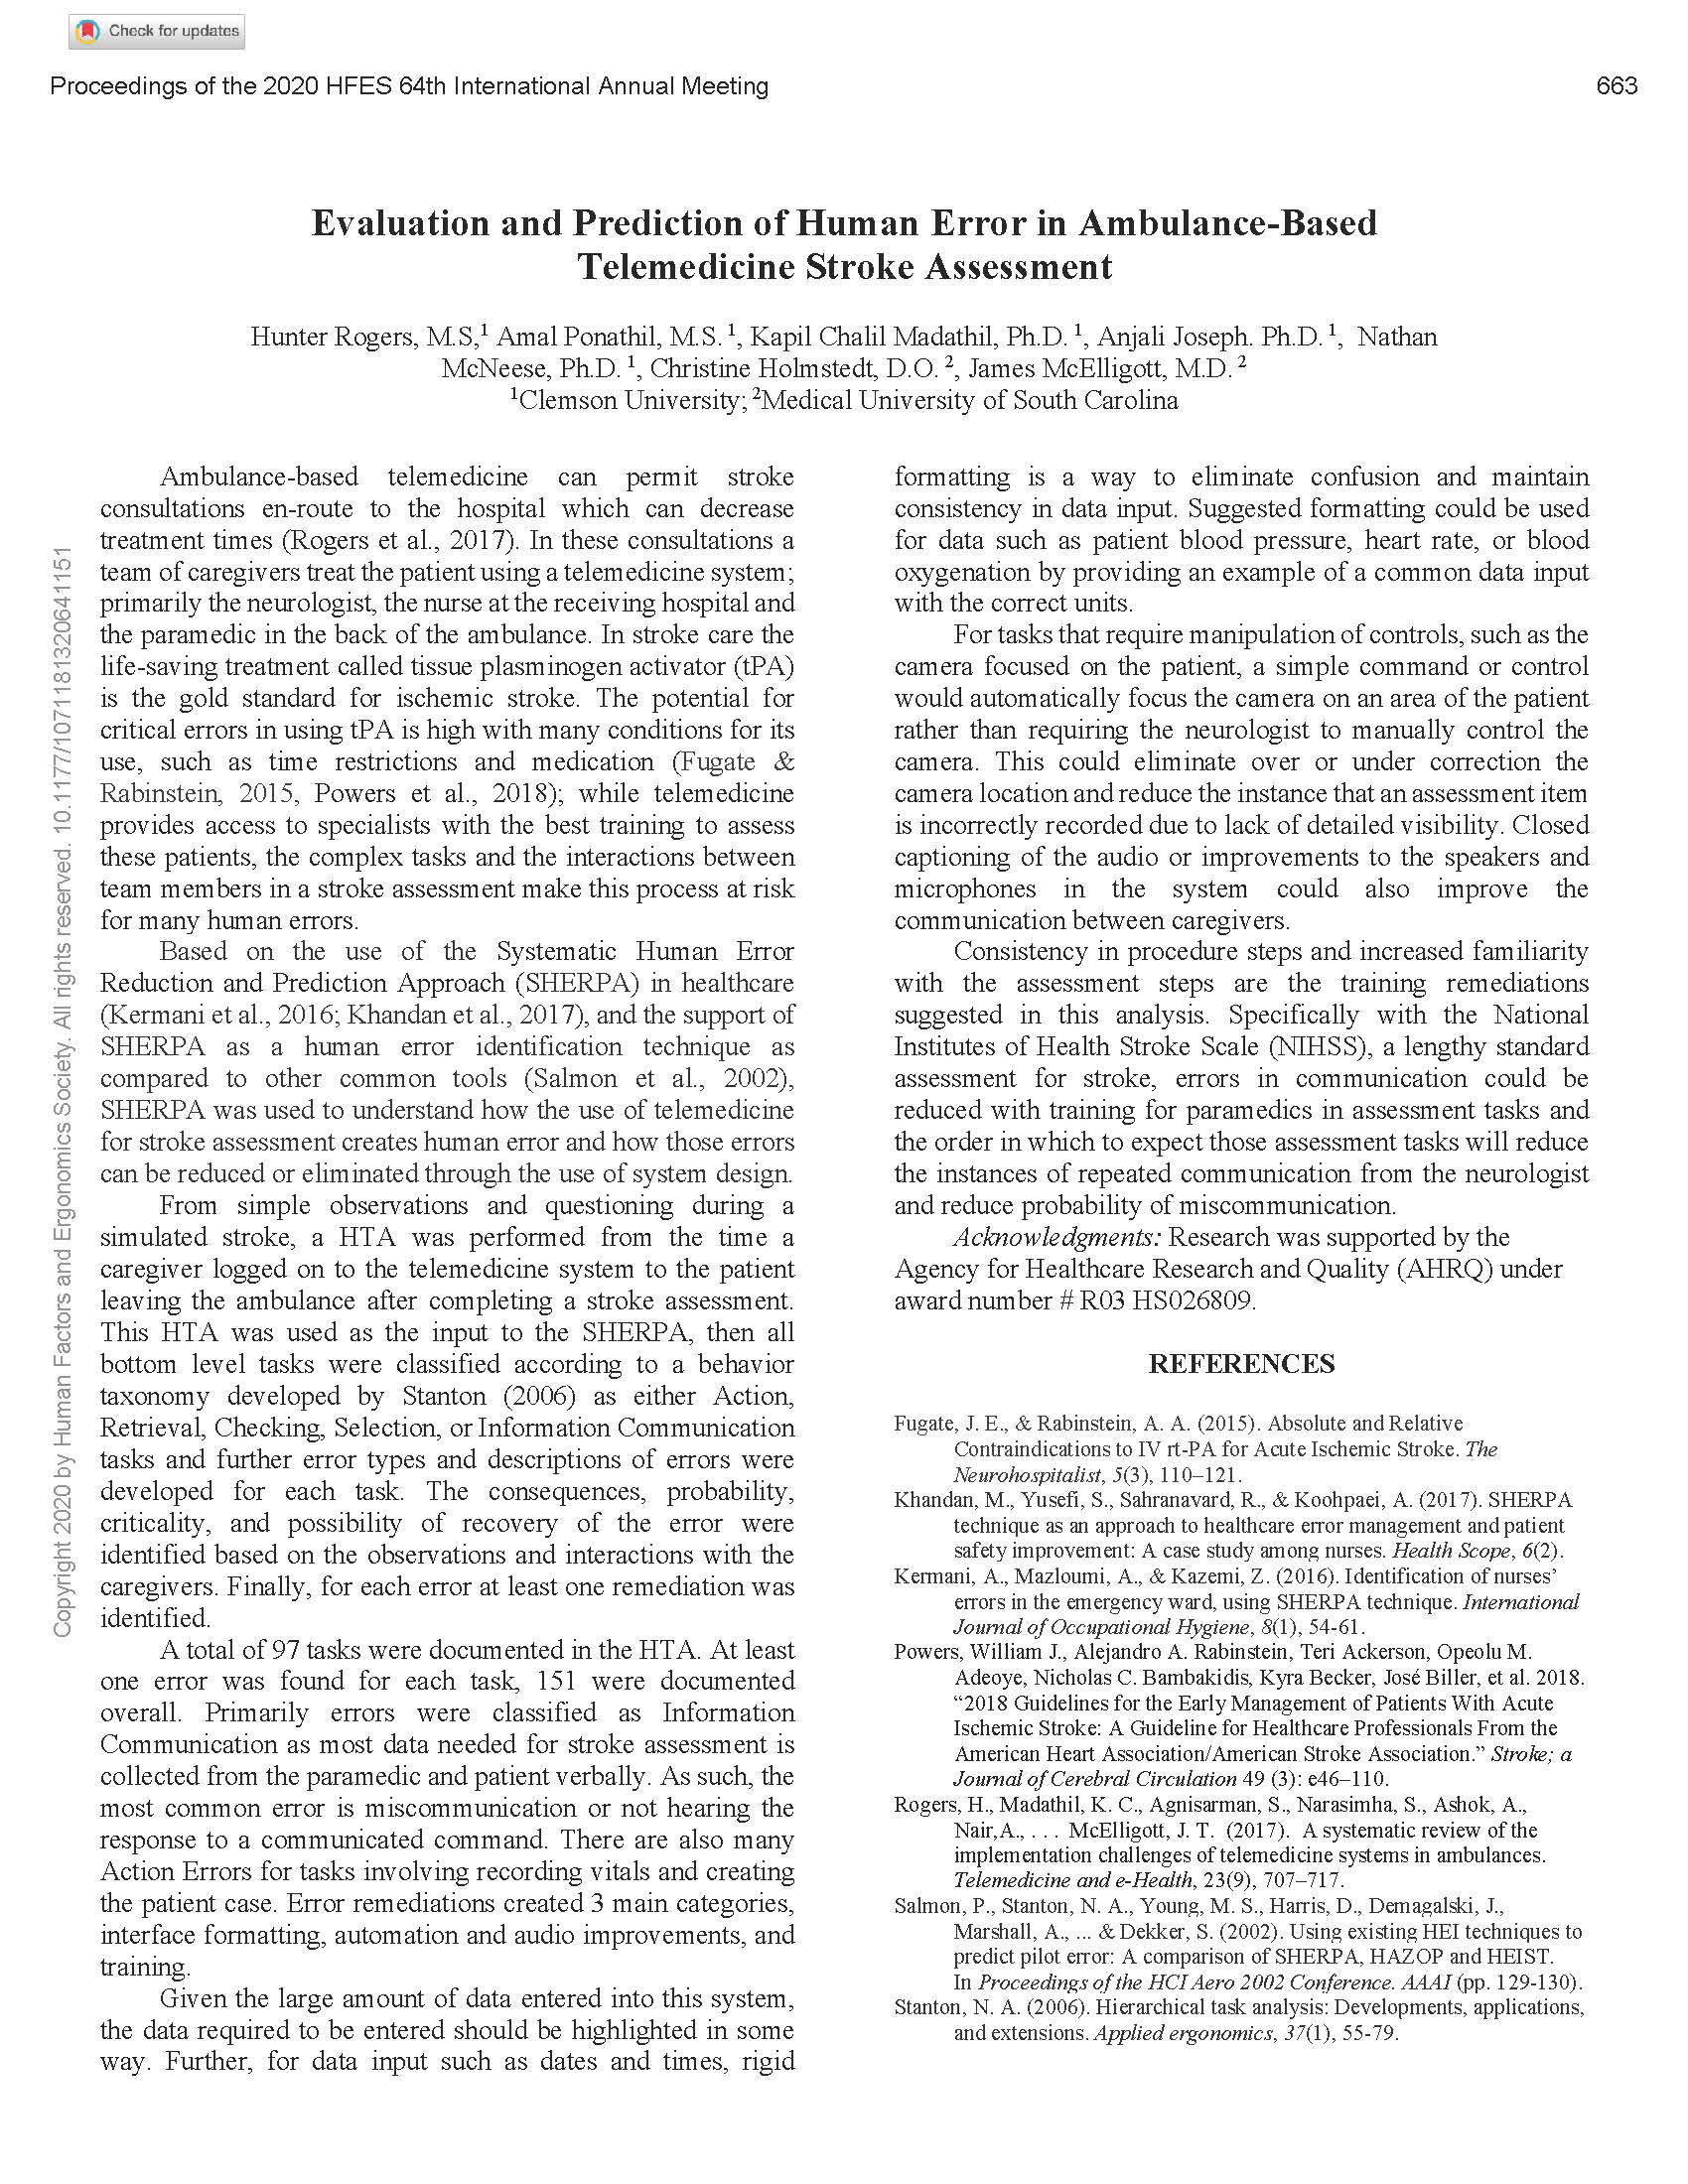 Check for updates
Proceedings of the 2020 HFES 64th International Annual Meeting 663
Evaluation and Prediction of Human Error in Ambulance-Based
Telemedicine Stroke Assessment
Hunter Rogers, M.S,¹ Amal Ponathil, M.S. ¹, Kapil Chalil Madathil, Ph.D. ¹, Anjali Joseph. Ph.D. ¹, Nathan
McNeese, Ph.D. ¹, Christine Holmstedt, D.O. ², James McElligott, M.D. ²
¹Clemson University; ²Medical University of South Carolina
Ambulance-based telemedicine can permit stroke
consultations en-route to the hospital which can decrease
treatment times (Rogers et al., 2017). In these consultations a
team of caregivers treat the patient using a telemedicine system;
primarily the neurologist, the nurse at the receiving hospital and
the paramedic in the back of the ambulance. In stroke care the
life-saving treatment called tissue plasminogen activator (tPA)
is the gold standard for ischemic stroke. The potential for
critical errors in using tPA is high with many conditions for its
use, such as time restrictions and medication (Fugate &
Rabinstein, 2015, Powers et al., 2018); while telemedicine
provides access to specialists with the best training to assess
these patients, the complex tasks and the interactions between
team members in a stroke assessment make this process at risk
for many human errors.
Based on the use of the Systematic Human Error
Reduction and Prediction Approach (SHERPA) in healthcare
(Kermani et al., 2016; Khandan et al., 2017), and the support of
SHERPA as a human error identification technique as
compared to other common tools (Salmon et al., 2002),
SHERPA was used to understand how the use of telemedicine
for stroke assessment creates human error and how those errors
can be reduced or eliminated through the use of system design.
From simple observations and questioning during a
simulated stroke, a HTA was performed from the time a
caregiver logged on to the telemedicine system to the patient
leaving the ambulance after completing a stroke assessment.
This HTA was used as the input to the SHERPA, then all
bottom level tasks were classified according to a behavior
taxonomy developed by Stanton (2006) as either Action,
Retrieval, Checking, Selection, or Information Communication
tasks and further error types and descriptions of errors were
developed for each task. The consequences, probability,
criticality, and possibility of recovery of the error were
identified based on the observations and interactions with the
caregivers. Finally, for each error at least one remediation was
identified.
A total of 97 tasks were documented in the HTA. At least
one error was found for each task, 151 were documented
overall. Primarily errors were classified as Information
Communication as most data needed for stroke assessment is
collected from the paramedic and patient verbally. As such, the
most common error is miscommunication or not hearing the
response to a communicated command. There are also many
Action Errors for tasks involving recording vitals and creating
the patient case. Error remediations created 3 main categories,
interface formatting, automation and audio improvements, and
training.
Given the large amount of data entered into this system,
the data required to be entered should be highlighted in some
way. Further, for data input such as dates and times, rigid
formatting is a way to eliminate confusion and maintain
consistency in data input. Suggested formatting could be used
for data such as patient blood pressure, heart rate, or blood
oxygenation by providing an example of a common data input
with the correct units.
For tasks that require manipulation of controls, such as the
camera focused on the patient, a simple command or control
would automatically focus the camera on an area of the patient
rather than requiring the neurologist to manually control the
camera. This could eliminate over or under correction the
camera location and reduce the instance that an assessment item
is incorrectly recorded due to lack of detailed visibility. Closed
captioning of the audio or improvements to the speakers and
microphones in the system could also improve the
communication between caregivers.
Consistency in procedure steps and increased familiarity
with the assessment steps are the training remediations
suggested in this analysis. Specifically with the National
Institutes of Health Stroke Scale (NIHSS), a lengthy standard
assessment for stroke, errors in communication could be
reduced with training for paramedics in assessment tasks and
the order in which to expect those assessment tasks will reduce
the instances of repeated communication from the neurologist
and reduce probability of miscommunication.
Acknowledgments: Research was supported by the
Agency for Healthcare Research and Quality (AHRQ) under
award number # R03 HS026809.
REFERENCES
Fugate, J. E., & Rabinstein, A. A. (2015). Absolute and Relative
Contraindications to IV rt-PA for Acute Ischemic Stroke. The
Neurohospitalist, 5(3), 110–121.
Khandan, M., Yusefi, S., Sahranavard, R., & Koohpaei, A. (2017). SHERPA
technique as an approach to healthcare error management and patient
safety improvement: A case study among nurses. Health Scope, 6(2).
Kermani, A., Mazloumi, A., & Kazemi, Z. (2016). Identification of nurses’
errors in the emergency ward, using SHERPA technique. International
Journal of Occupational Hygiene, 8(1), 54-61.
Powers, William J., Alejandro A. Rabinstein, Teri Ackerson, Opeolu M.
Adeoye, Nicholas C. Bambakidis, Kyra Becker, José Biller, et al. 2018.
“2018 Guidelines for the Early Management of Patients With Acute
Ischemic Stroke: A Guideline for Healthcare Professionals From the
American Heart Association/American Stroke Association.” Stroke; a
Journal of Cerebral Circulation 49 (3): e46–110.
Rogers, H., Madathil, K. C., Agnisarman, S., Narasimha, S., Ashok, A.,
Nair,A., . . . McElligott, J. T. (2017). A systematic review of the
implementation challenges of telemedicine systems in ambulances.
Telemedicine and e-Health, 23(9), 707–717.
Salmon, P., Stanton, N. A., Young, M. S., Harris, D., Demagalski, J.,
Marshall, A., ... & Dekker, S. (2002). Using existing HEI techniques to
predict pilot error: A comparison of SHERPA, HAZOP and HEIST.
In Proceedings of the HCI Aero 2002 Conference. AAAI (pp. 129-130).
Stanton, N. A. (2006). Hierarchical task analysis: Developments, applications,
and extensions. Applied ergonomics, 37(1), 55-79.
Copyright 2020 by Human Factors and Ergonomics Society. All rights reserved. 10.1177/1071181320641151